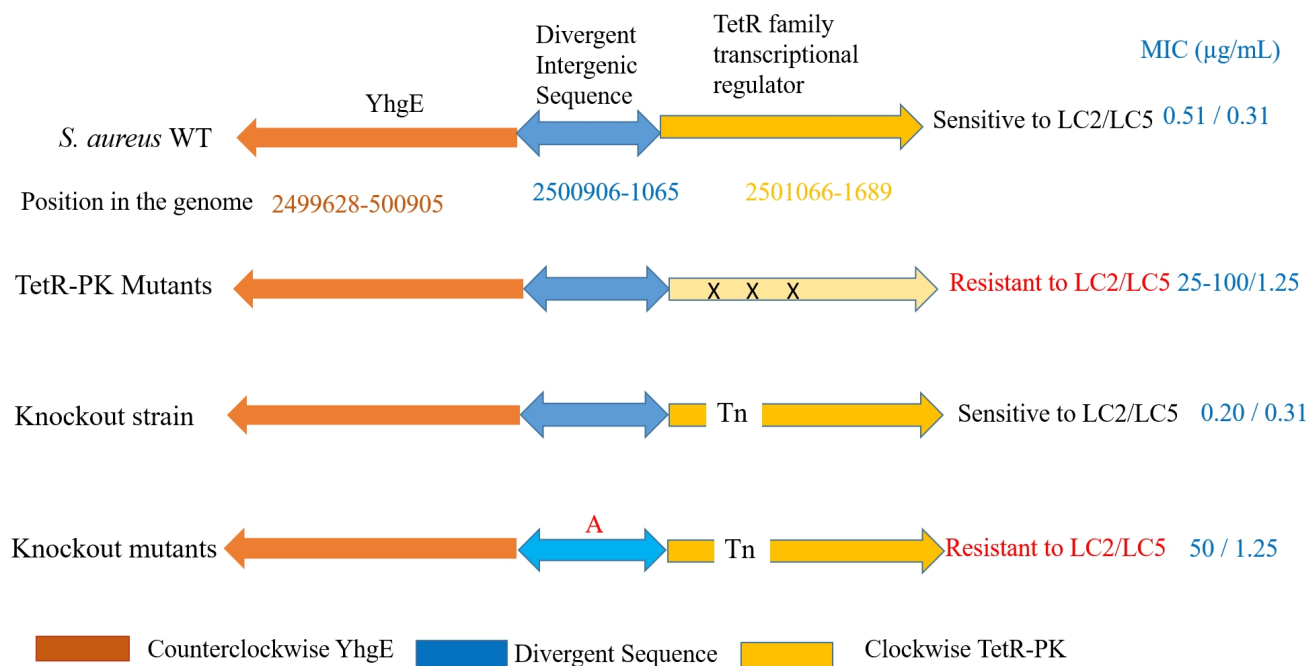 Divergent
Intergenic
Sequence
TetR family
transcriptional
regulator
MIC (µg/mL)
YhgE
S. aureus WT
Sensitive to LC2/LC5 0.51 / 0.31
Position in the genome 2499628-500905 2500906-1065 2501066-1689
TetR-PK Mutants X X X Resistant to LC2/LC5 25-100/1.25
Knockout strain Tn Sensitive to LC2/LC5 0.20 / 0.31
A
Knockout mutants Tn Resistant to LC2/LC5 50 / 1.25
Counterclockwise YhgE Divergent Sequence Clockwise TetR-PK